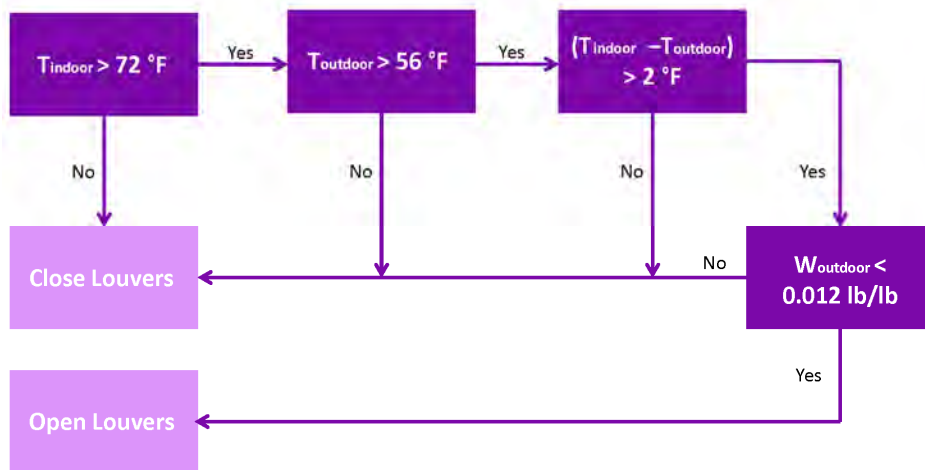 Tindoor > 72 °F
Yes
Toutdoor > 56 °F
Yes
(Tindoor –Toutdoor)
> 2 °F
No
No
No
Yes
Close Louvers
No
Woutdoor <
0.012 lb/lb
Yes
Open Louvers